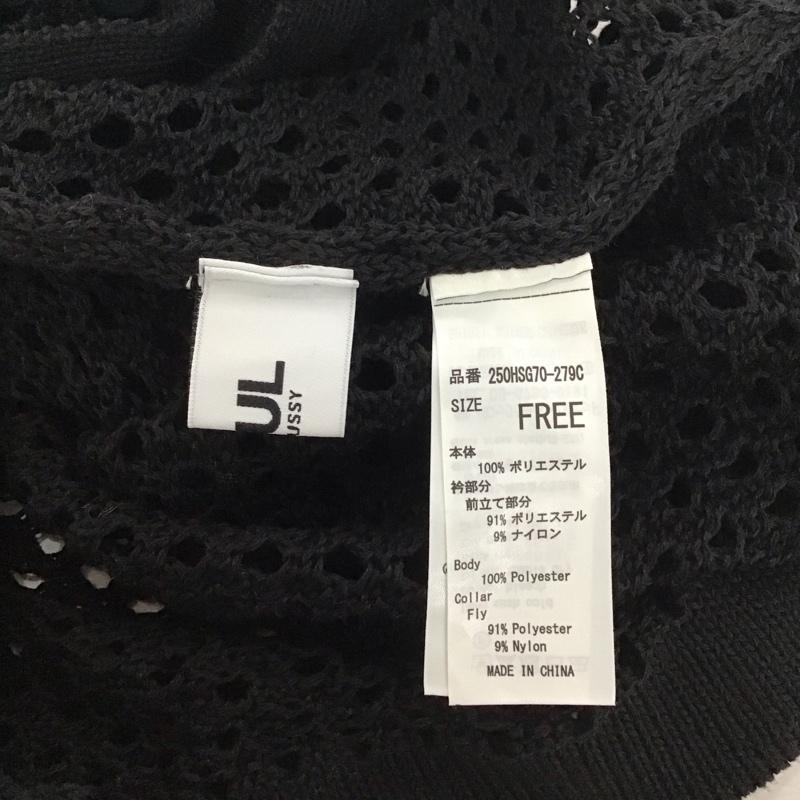 UL
USSY
品番 250HSG70-279C
SIZE FREE
本体
100% ポリエステル
衿部分
前立て部分
91% ポリエステル
9% ナイロン
Body
100% Polyester
Collar
Fly
91% Polyester
9% Nylon
MADE IN CHINA